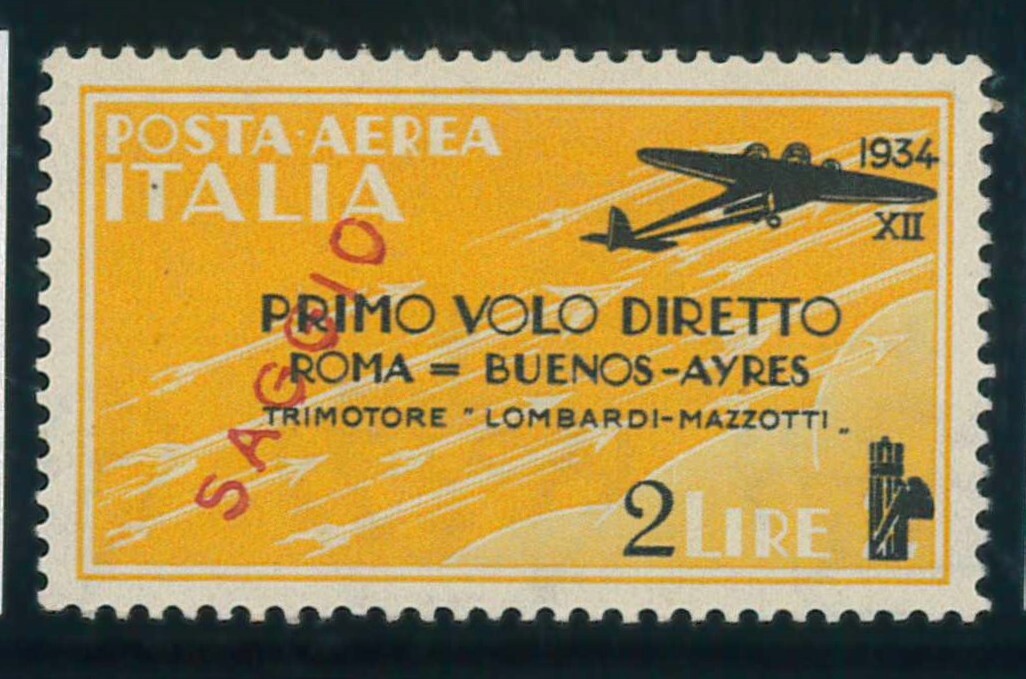 POSTA·AEREA
ITALIA
1934
XII
SAGGIO
PRIMO VOLO DIRETTO
ROMA = BUENOS-AYRES
TRIMOTORE " LOMBARDI-MAZZOTTI „
2 LIRE